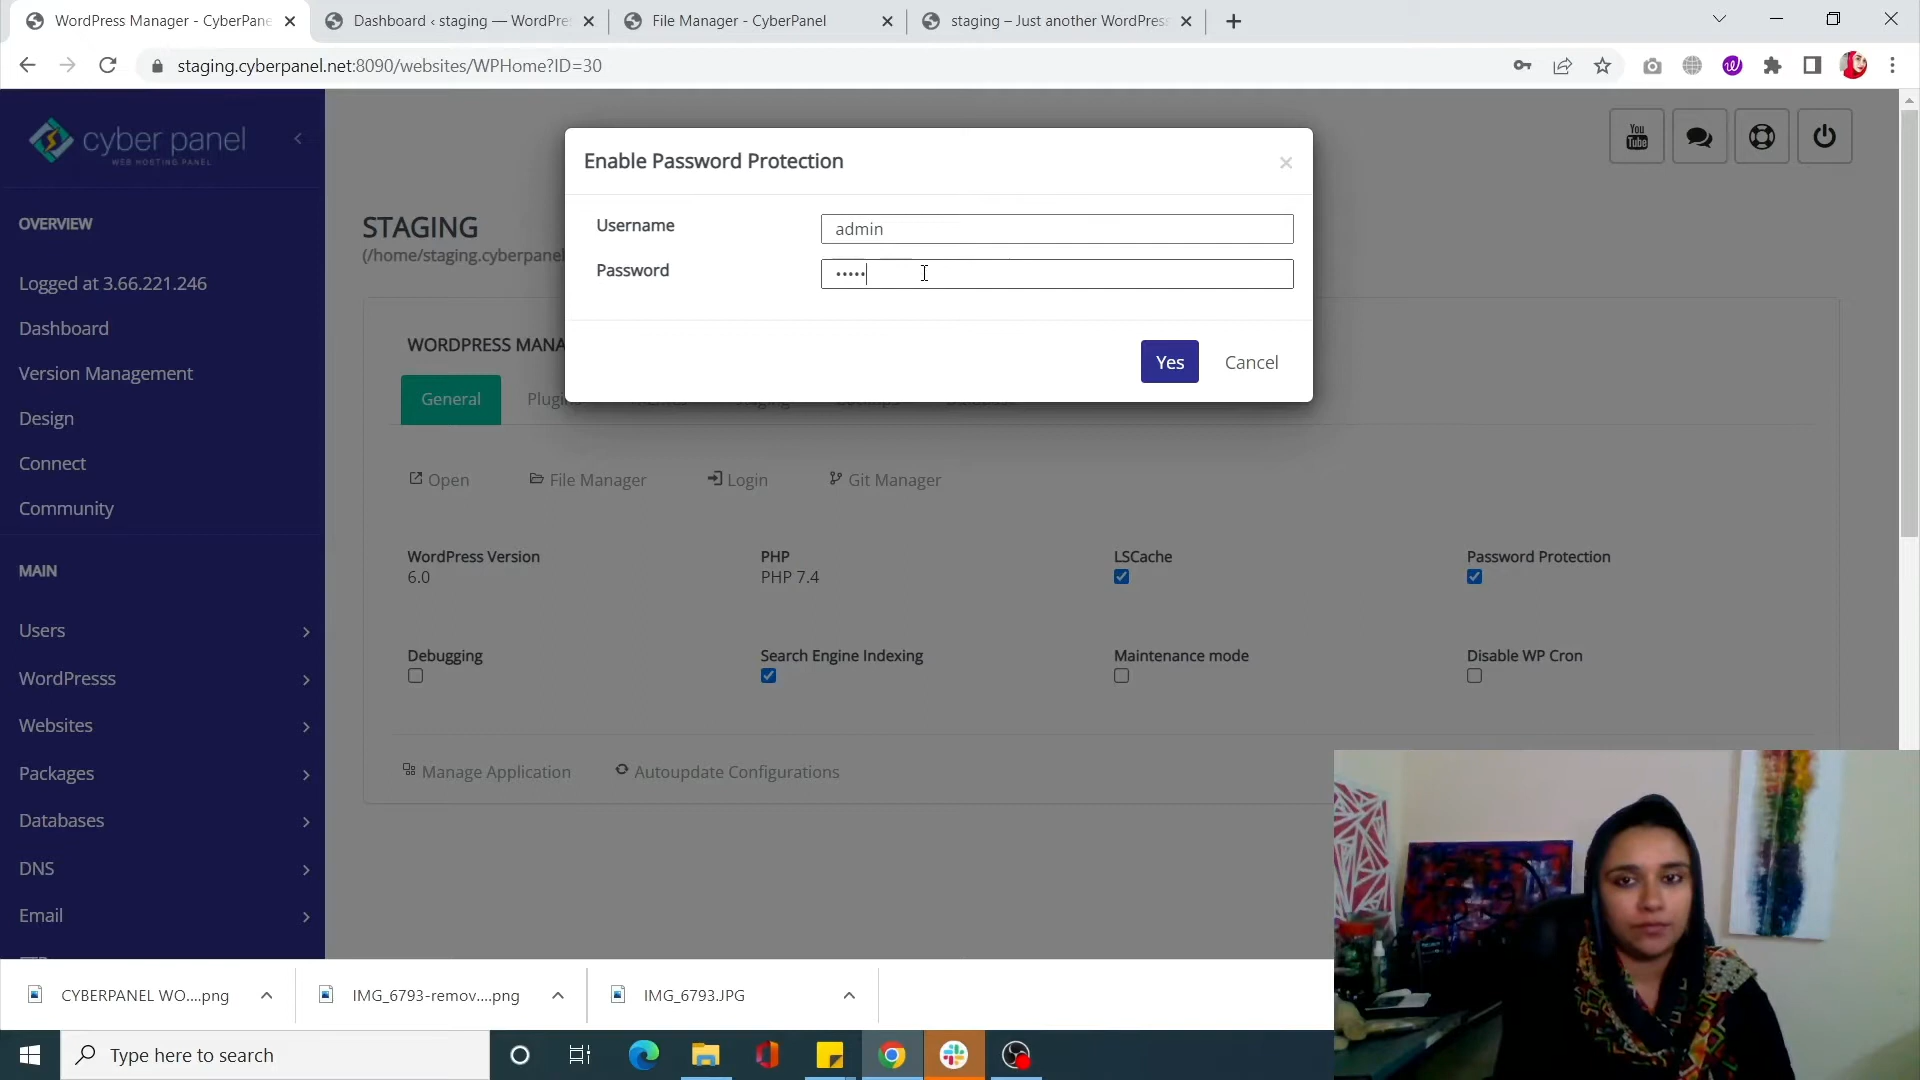 WordPress Manager - CyberPane
Dashboard ‹ staging — WordPre
File Manager - CyberPanel
staging – Just another WordPress
staging.cyberpanel.net:8090/websites/WPHome?ID=30
cyber panel
WEB HOSTING PANEL
You
Tube
OVERVIEW
Logged at 3.66.221.246
Dashboard
Version Management
Design
Connect
Community
MAIN
Users
WordPresss
Websites
Packages
Databases
DNS
Email
STAGING
(/home/staging.cyberpanel
WORDPRESS MANA
Enable Password Protection
×
Username
admin
Password
•••••
Yes
Cancel
General
Plugins
Open
File Manager
Login
Git Manager
WordPress Version
6.0
PHP
PHP 7.4
LSCache
Password Protection
Debugging
Search Engine Indexing
Maintenance mode
Disable WP Cron
Manage Application
Autoupdate Configurations
CYBERPANEL WO....png
IMG_6793-remov....png
IMG_6793.JPG
Type here to search